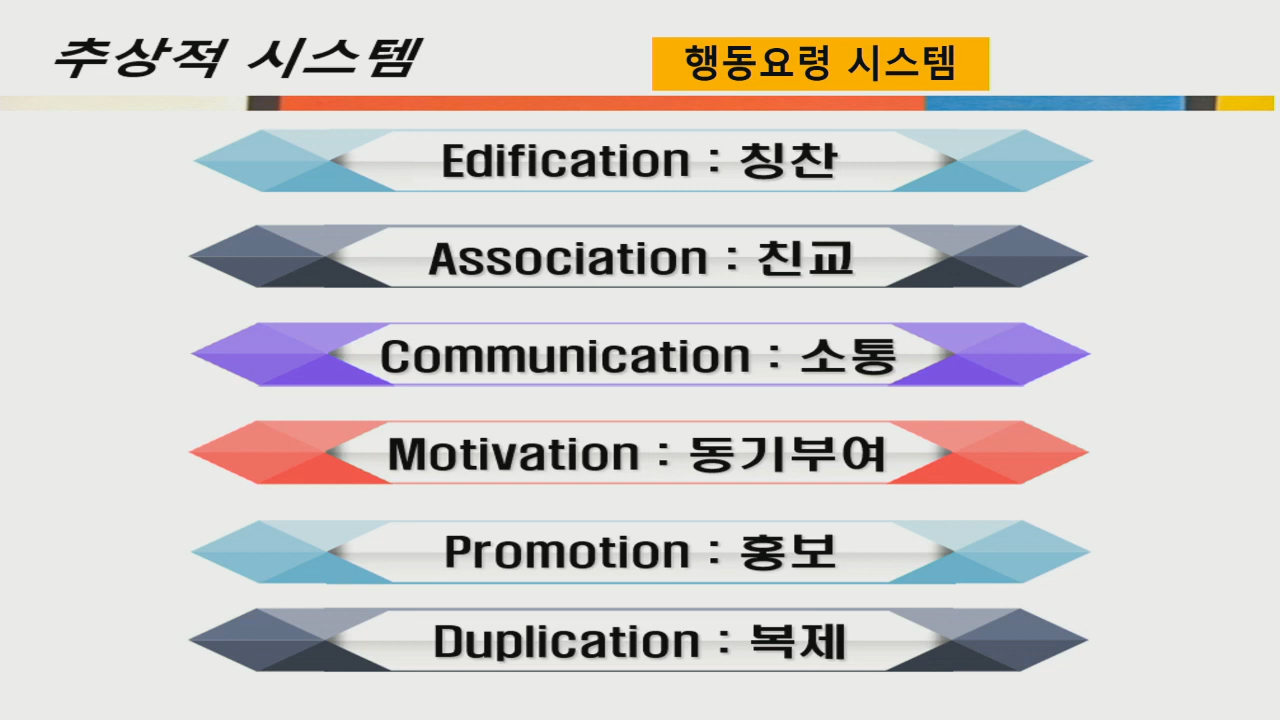 추상적 시스템
행동요령 시스템
Edification : 칭찬
Association : 친교
Communication : 소통
Motivation : 동기부여
Promotion : 홍보
Duplication : 복제